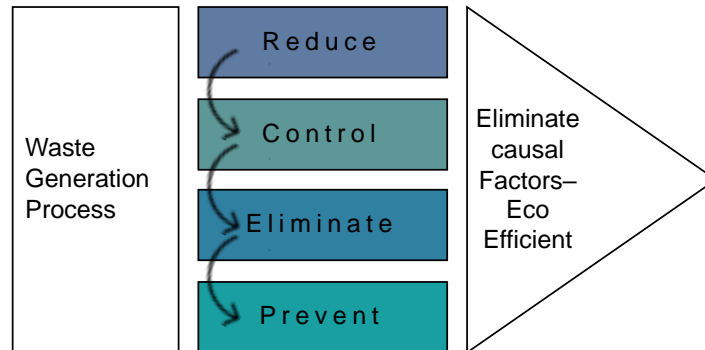 Waste
Generation
Process
Reduce
Control
Eliminate
Prevent
Eliminate
causal
Factors–
Eco
Efficient